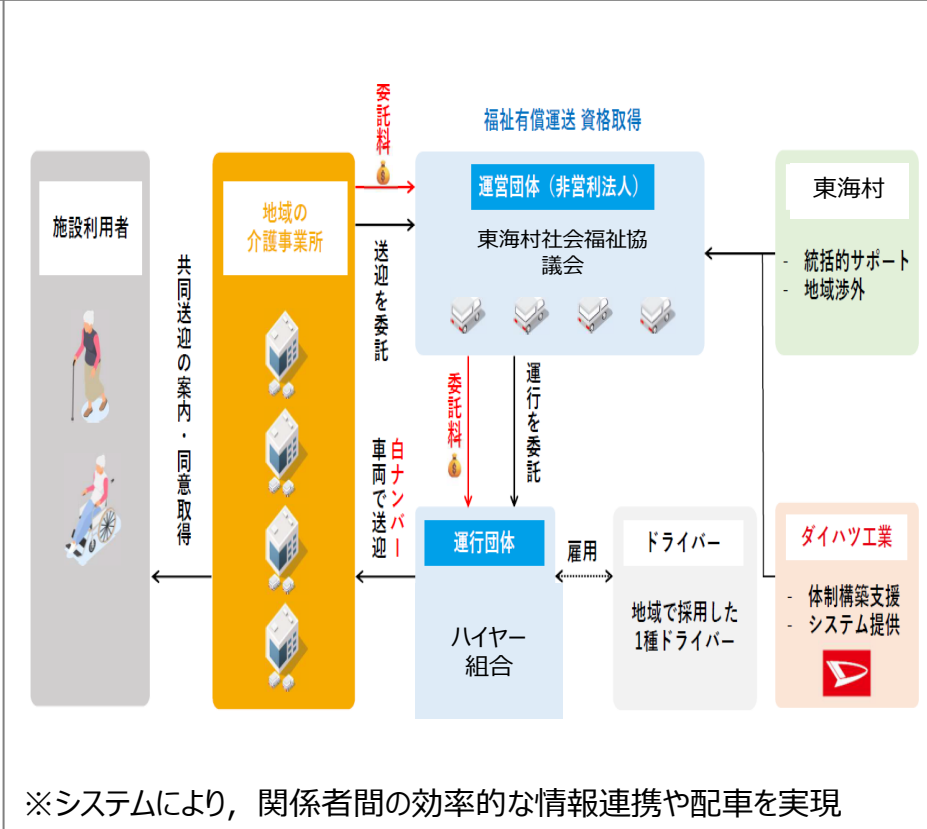 委託料
福祉有償運送 資格取得
施設利用者
地域の
介護事業所
運営団体（非営利法人）
東海村社会福祉協
議会
東海村
- 統括的サポート
- 地域渉外
共同送迎の案内・同意取得
送迎を委託
委託料
運行を委託
白ナンバー
車両で送迎
運行団体
ハイヤー
組合
雇用
ドライバー
地域で採用した
1種ドライバー
ダイハツ工業
- 体制構築支援
- システム提供
※システムにより，関係者間の効率的な情報連携や配車を実現